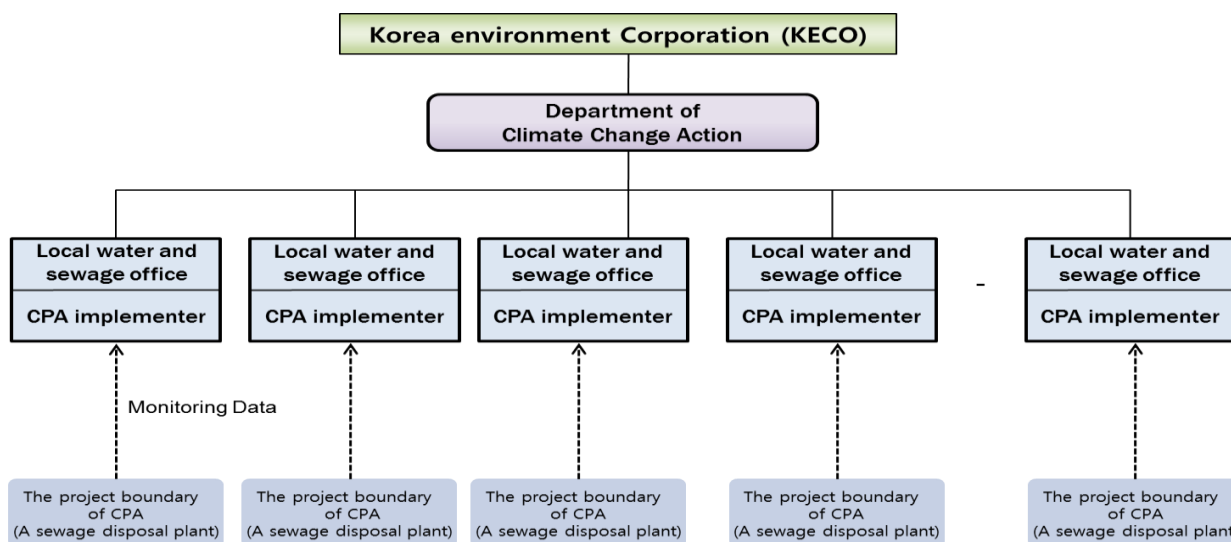 Korea environment Corporation (KECO)
Department of
Climate Change Action
Local water and
sewage office
CPA implementer
Local water and
sewage office
CPA implementer
Local water and
sewage office
CPA implementer
Local water and
sewage office
CPA implementer
-
Local water and
sewage office
CPA implementer
Monitoring Data
The project boundary
of CPA
(A sewage disposal plant)
The project boundary
of CPA
(A sewage disposal plant)
The project boundary
of CPA
(A sewage disposal plant)
The project boundary
of CPA
(A sewage disposal plant)
The project boundary
of CPA
(A sewage disposal plant)